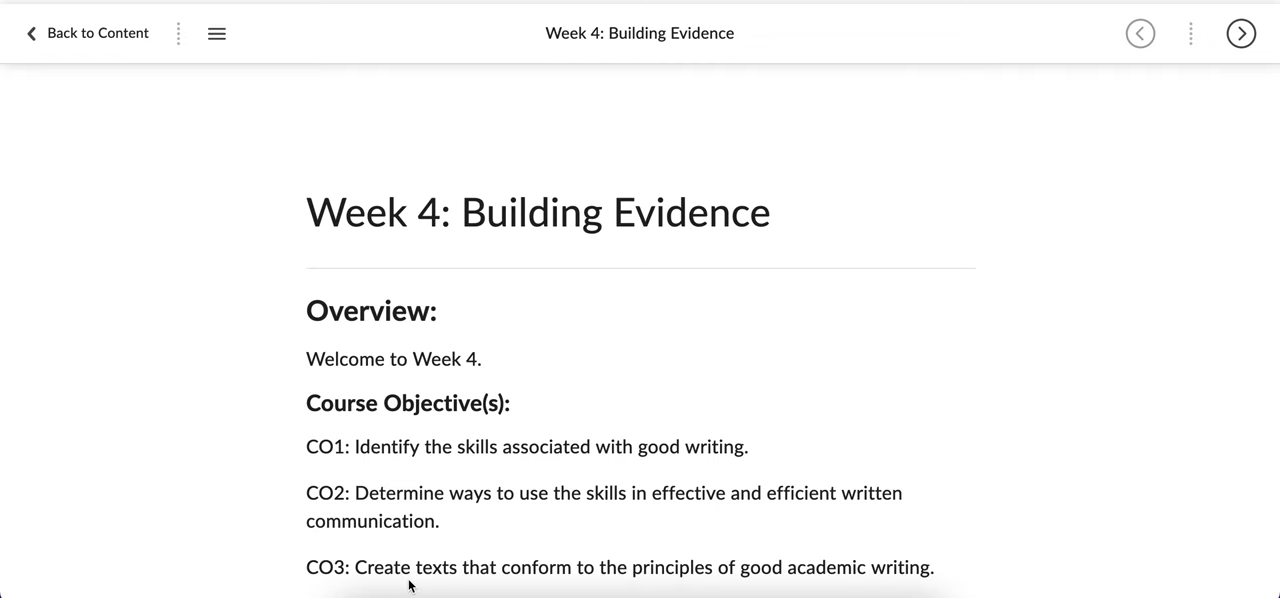 Back to Content
Week 4: Building Evidence
Week 4: Building Evidence
Overview:
Welcome to Week 4.
Course Objective(s):
CO1: Identify the skills associated with good writing.
CO2: Determine ways to use the skills in effective and efficient written
communication.
CO3: Create texts that conform to the principles of good academic writing.